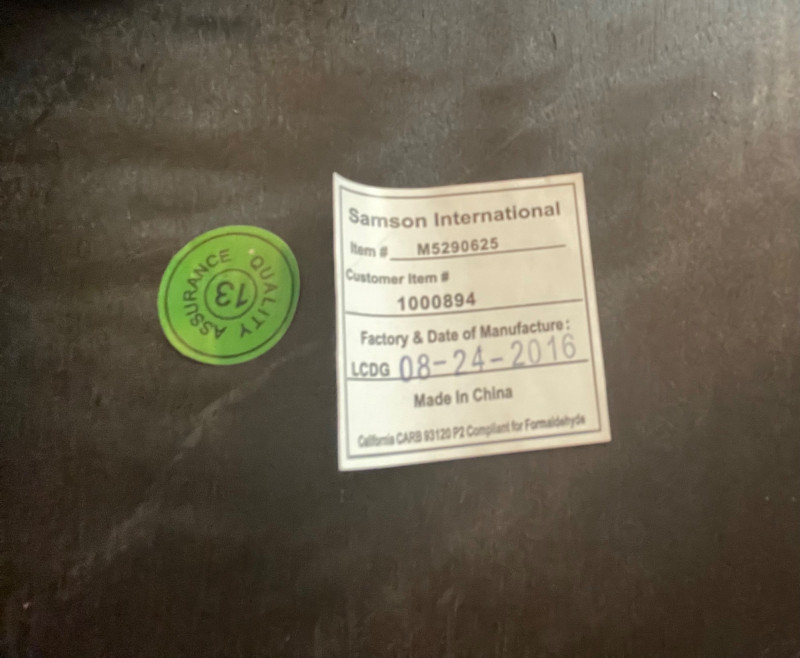 QUALITY ASSURANCE
13
Samson International
Item # M5290625
Customer Item #
1000894
Factory & Date of Manufacture:
LCDG 08-24-2016
Made In China
California CARB 93120 P2 Compliant for Formaldehyde